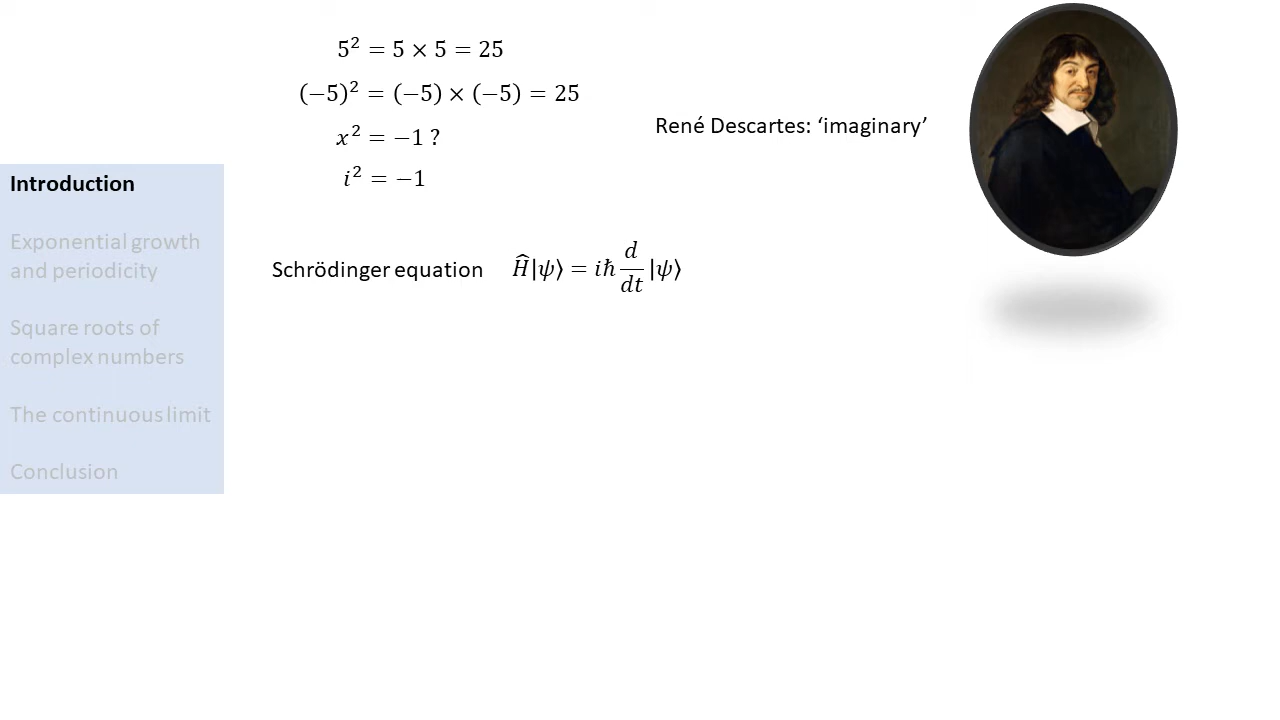 5² = 5 × 5 = 25
(−5)² = (−5) × (−5) = 25
x² = −1 ?
i² = −1
René Descartes: ‘imaginary’
Introduction
Exponential growth
and periodicity
Square roots of
complex numbers
The continuous limit
Conclusion
Schrödinger equation Ĥ|ψ⟩ = iħ d/dt |ψ⟩